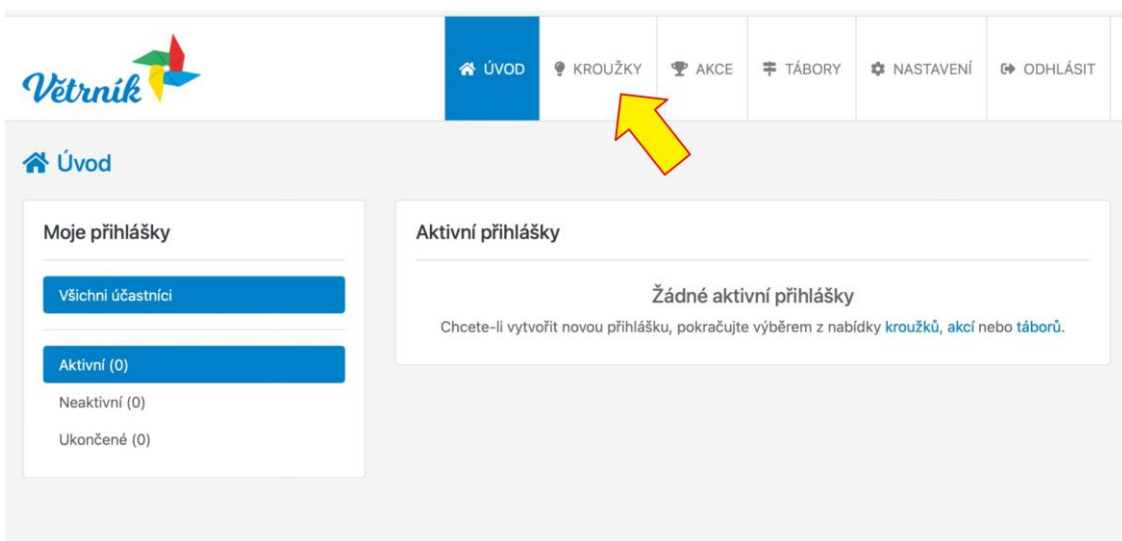 Větrník
ÚVOD
KROUŽKY
AKCE
TÁBORY
NASTAVENÍ
ODHLÁSIT
Úvod
Moje přihlášky
Všichni účastníci
Aktivní (0)
Neaktivní (0)
Ukončené (0)
Aktivní přihlášky
Žádné aktivní přihlášky
Chcete-li vytvořit novou přihlášku, pokračujte výběrem z nabídky kroužků, akcí nebo táborů.